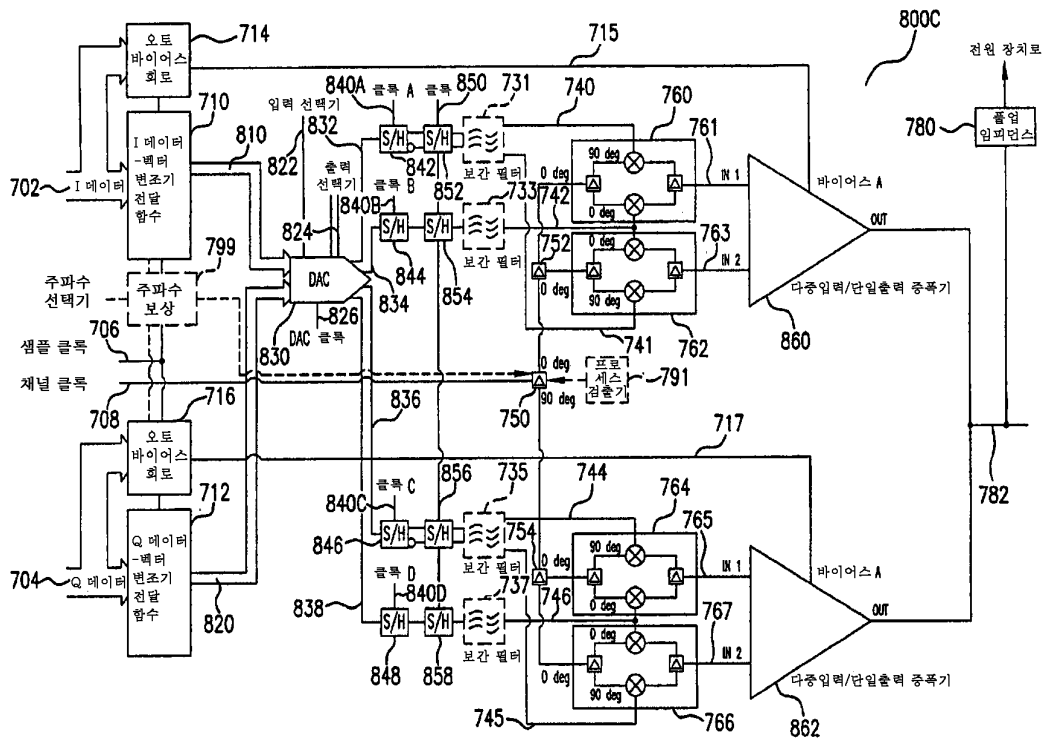 800C
오토
바이어스
회로
714
715
전원 장치로
풀업
임피던스
780
710
I 데이터
-벡터
변조기
전달
함수
810
입력 선택기
822
832
840A
클록 A
클록
850
731
740
760
761
S/H
S/H
842
852
보간 필터
출력
선택기
824
클록 B
840B
733
742
S/H
S/H
844
854
보간 필터
90 deg
0 deg
0 deg
IN 1
바이어스 A
702
I 데이터
799
주파수
선택기
주파수
보상
DAC
834
826
DAC
클록
830
752
0 deg
0 deg
90 deg
763
IN 2
OUT
다중입력/단일출력 증폭기
860
762
741
706
샘플 클록
채널 클록
708
716
836
0 deg
750
90 deg
프로
세스
검출기
791
오토
바이어스
회로
717
782
712
Q 데이터
-벡터
변조기
전달
함수
704
Q 데이터
820
838
클록 C
840C
856
735
744
764
765
S/H
S/H
846
보간 필터
754
0 deg
90 deg
0 deg
IN 1
바이어스 A
클록 D
840D
737
746
S/H
S/H
848
858
보간 필터
0 deg
0 deg
90 deg
767
IN 2
OUT
다중입력/단일출력 증폭기
862
745
766